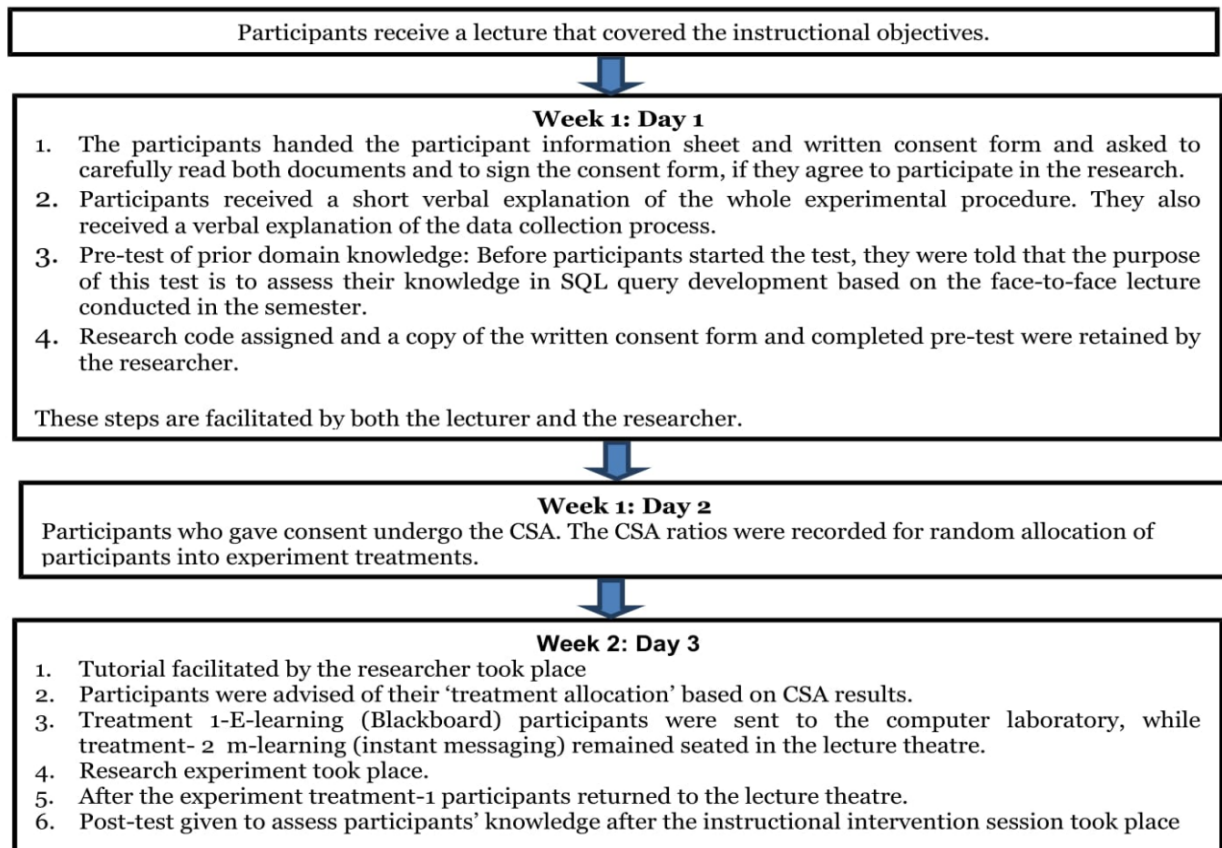 Participants receive a lecture that covered the instructional objectives.
Week 1: Day 1
1. The participants handed the participant information sheet and written consent form and asked to
carefully read both documents and to sign the consent form, if they agree to participate in the research.
2. Participants received a short verbal explanation of the whole experimental procedure. They also
received a verbal explanation of the data collection process.
3. Pre-test of prior domain knowledge: Before participants started the test, they were told that the purpose
of this test is to assess their knowledge in SQL query development based on the face-to-face lecture
conducted in the semester.
4. Research code assigned and a copy of the written consent form and completed pre-test were retained by
the researcher.
These steps are facilitated by both the lecturer and the researcher.
Week 1: Day 2
Participants who gave consent undergo the CSA. The CSA ratios were recorded for random allocation of
participants into experiment treatments.
Week 2: Day 3
1. Tutorial facilitated by the researcher took place
2. Participants were advised of their ‘treatment allocation’ based on CSA results.
3. Treatment 1-E-learning (Blackboard) participants were sent to the computer laboratory, while
treatment- 2 m-learning (instant messaging) remained seated in the lecture theatre.
4. Research experiment took place.
5. After the experiment treatment-1 participants returned to the lecture theatre.
6. Post-test given to assess participants’ knowledge after the instructional intervention session took place